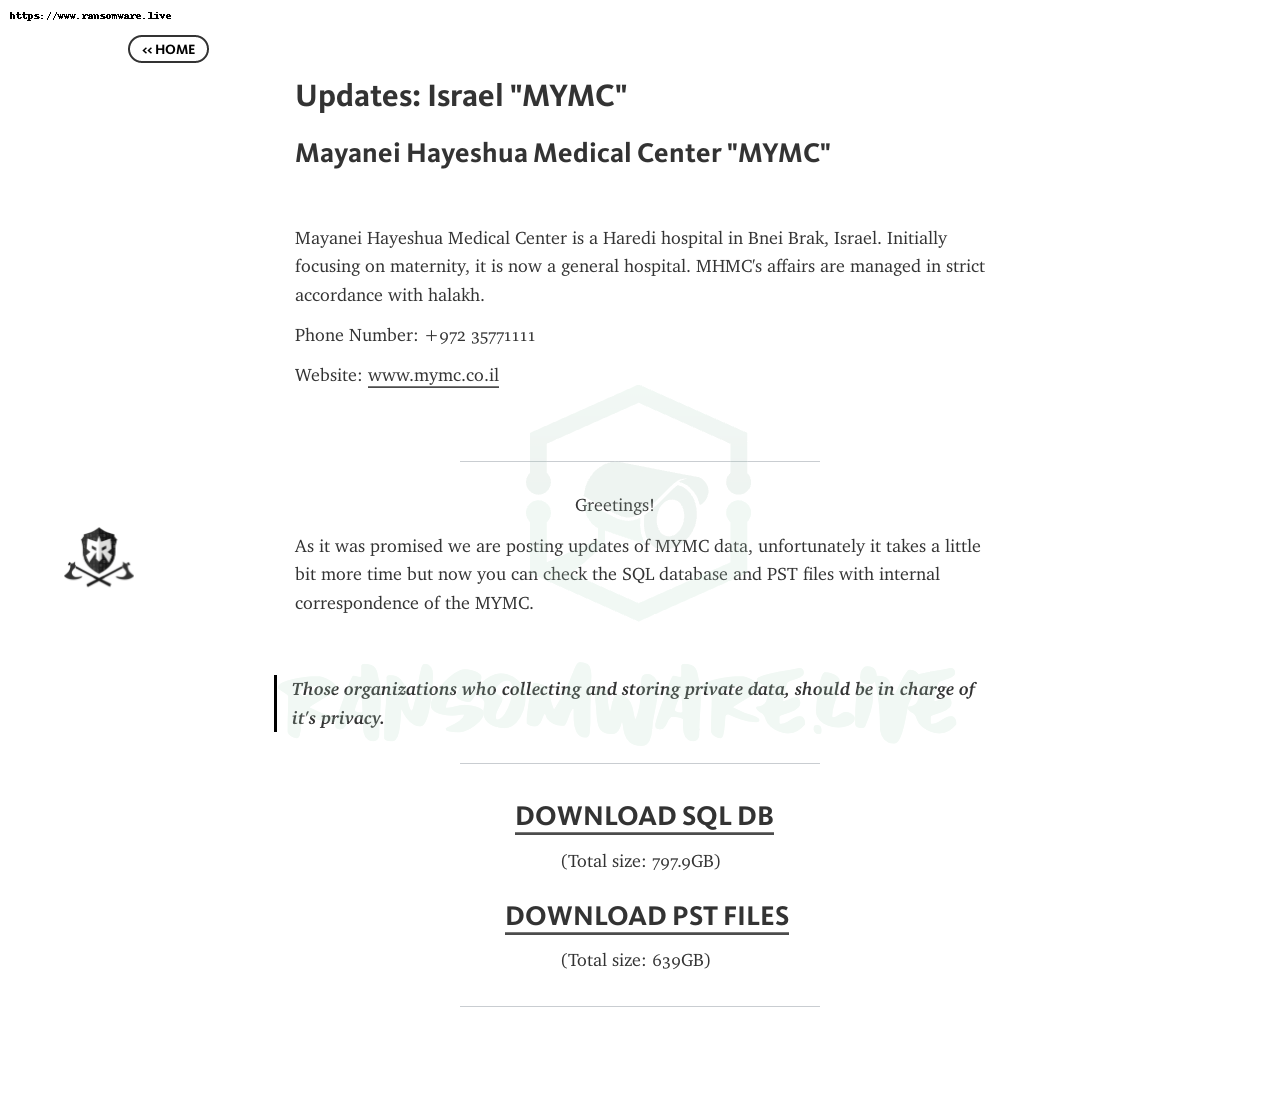 https://www.ransomware.live
<< HOME
Updates: Israel "MYMC"
Mayanei Hayeshua Medical Center "MYMC"
Mayanei Hayeshua Medical Center is a Haredi hospital in Bnei Brak, Israel. Initially
focusing on maternity, it is now a general hospital. MHMC's affairs are managed in strict
accordance with halakh.
Phone Number: +972 35771111
Website: www.mymc.co.il
Greetings!
As it was promised we are posting updates of MYMC data, unfortunately it takes a little
bit more time but now you can check the SQL database and PST files with internal
correspondence of the MYMC.
RANSOMWARE.LIVE
Those organizations who collecting and storing private data, should be in charge of
it's privacy.
DOWNLOAD SQL DB
(Total size: 797.9GB)
DOWNLOAD PST FILES
(Total size: 639GB)